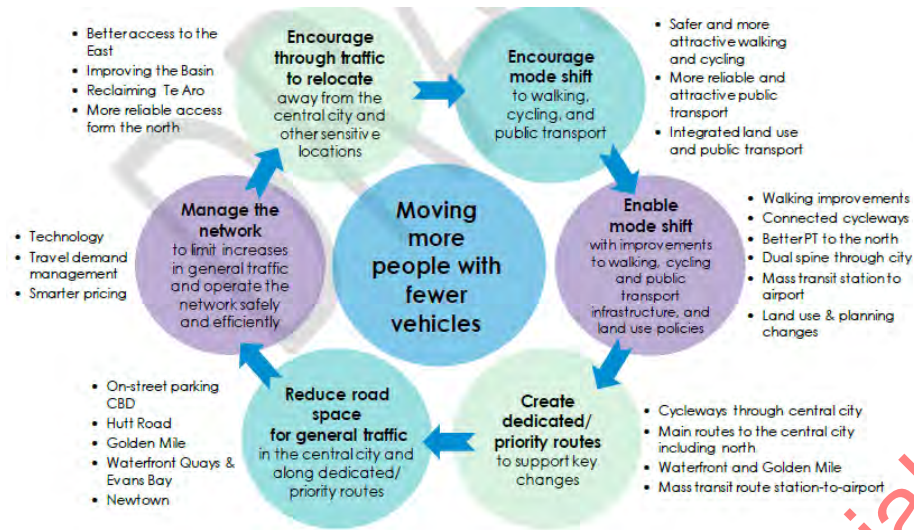 • Better access to the
East
• Improving the Basin
• Reclaiming Te Aro
• More reliable access
form the north
Encourage
through traffic
to relocate
away from the
central city and
other sensitive
locations
Encourage
mode shift
to walking,
cycling, and
public transport
• Safer and more
attractive walking
and cycling
• More reliable and
attractive public
transport
• Integrated land use
and public transport
• Technology
• Travel demand
management
• Smarter pricing
Manage the
network
to limit increases
in general traffic
and operate the
network safely
and efficiently
Moving
more
people with
fewer
vehicles
Enable
mode shift
with improvements
to walking, cycling
and public
transport
infrastructure, and
land use policies
• Walking improvements
• Connected cycleways
• Better PT to the north
• Dual spine through city
• Mass transit station to
airport
• Land use & planning
changes
• On-street parking
CBD
• Hutt Road
• Golden Mile
• Waterfront Quays &
Evans Bay
• Newtown
Reduce road
space
for general traffic
in the central city and
along dedicated/
priority routes
Create
dedicated/
priority routes
to support key
changes
• Cycleways through central city
• Main routes to the central city
including north
• Waterfront and Golden Mile
• Mass transit route station-to-airport